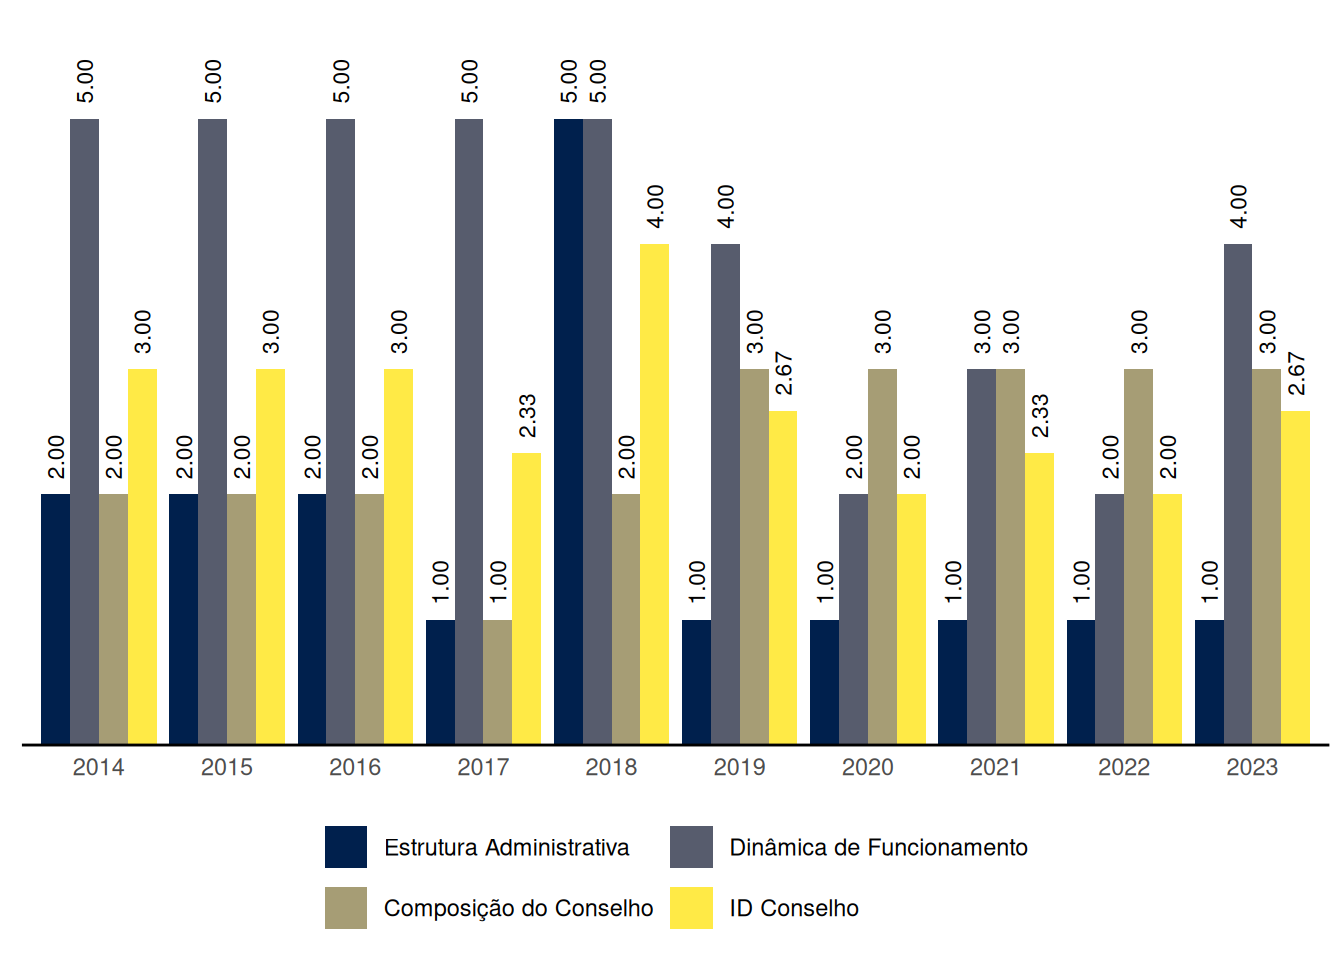 5.00 5.00 5.00 5.00 5.00 5.00
4.00 4.00 4.00
3.00 3.00 3.00 3.00 3.00 3.00 3.00 3.00 3.00
2.67 2.67
2.33 2.33
2.00 2.00 2.00 2.00 2.00 2.00 2.00 2.00 2.00 2.00 2.00
1.00 1.00 1.00 1.00 1.00 1.00 1.00
2014 2015 2016 2017 2018 2019 2020 2021 2022 2023
Estrutura Administrativa Dinâmica de Funcionamento
Composição do Conselho ID Conselho